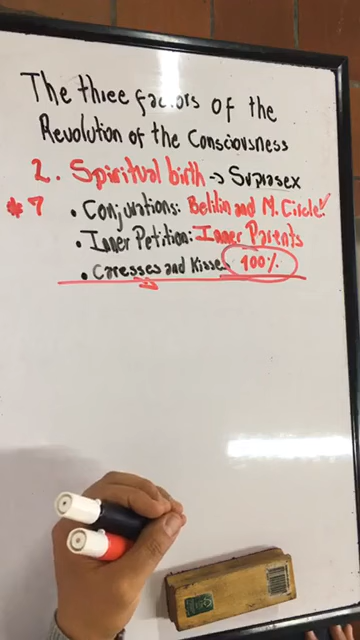 The three factors of the
Revolution of the Consciousness
2. Spiritual birth → Suprasex
*7 • Conjurations: Belilin and M. Circle. ✓
• Inner Petition: Inner Parents
• Caresses and Kisses 100%